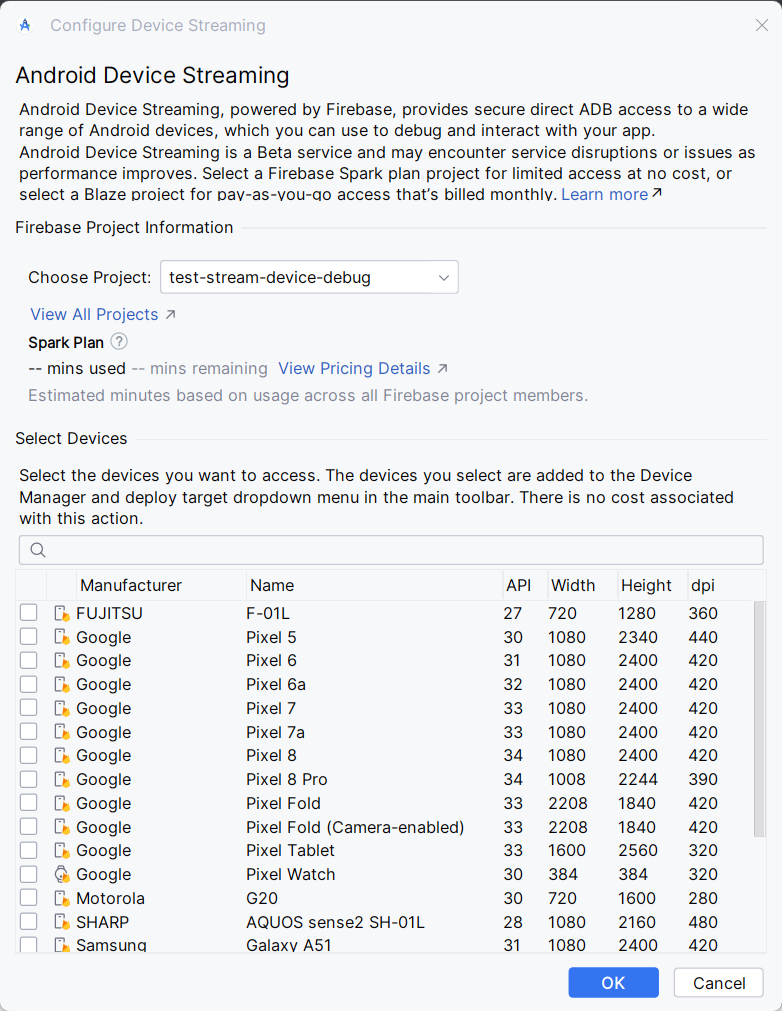 Configure Device Streaming
Android Device Streaming
Android Device Streaming, powered by Firebase, provides secure direct ADB access to a wide
range of Android devices, which you can use to debug and interact with your app.
Android Device Streaming is a Beta service and may encounter service disruptions or issues as
performance improves. Select a Firebase Spark plan project for limited access at no cost, or
select a Blaze project for pay-as-you-go access that’s billed monthly. Learn more↗
Firebase Project Information
Choose Project: test-stream-device-debug
View All Projects ↗
Spark Plan ?
-- mins used -- mins remaining View Pricing Details ↗
Estimated minutes based on usage across all Firebase project members.
Select Devices
Select the devices you want to access. The devices you select are added to the Device
Manager and deploy target dropdown menu in the main toolbar. There is no cost associated
with this action.
Manufacturer Name API Width Height dpi
FUJITSU F-01L 27 720 1280 360
Google Pixel 5 30 1080 2340 440
Google Pixel 6 31 1080 2400 420
Google Pixel 6a 32 1080 2400 420
Google Pixel 7 33 1080 2400 420
Google Pixel 7a 33 1080 2400 420
Google Pixel 8 34 1080 2400 420
Google Pixel 8 Pro 34 1008 2244 390
Google Pixel Fold 33 2208 1840 420
Google Pixel Fold (Camera-enabled) 33 2208 1840 420
Google Pixel Tablet 33 1600 2560 320
Google Pixel Watch 30 384 384 320
Motorola G20 30 720 1600 280
SHARP AQUOS sense2 SH-01L 28 1080 2160 480
Samsung Galaxy A51 31 1080 2400 420
OK Cancel